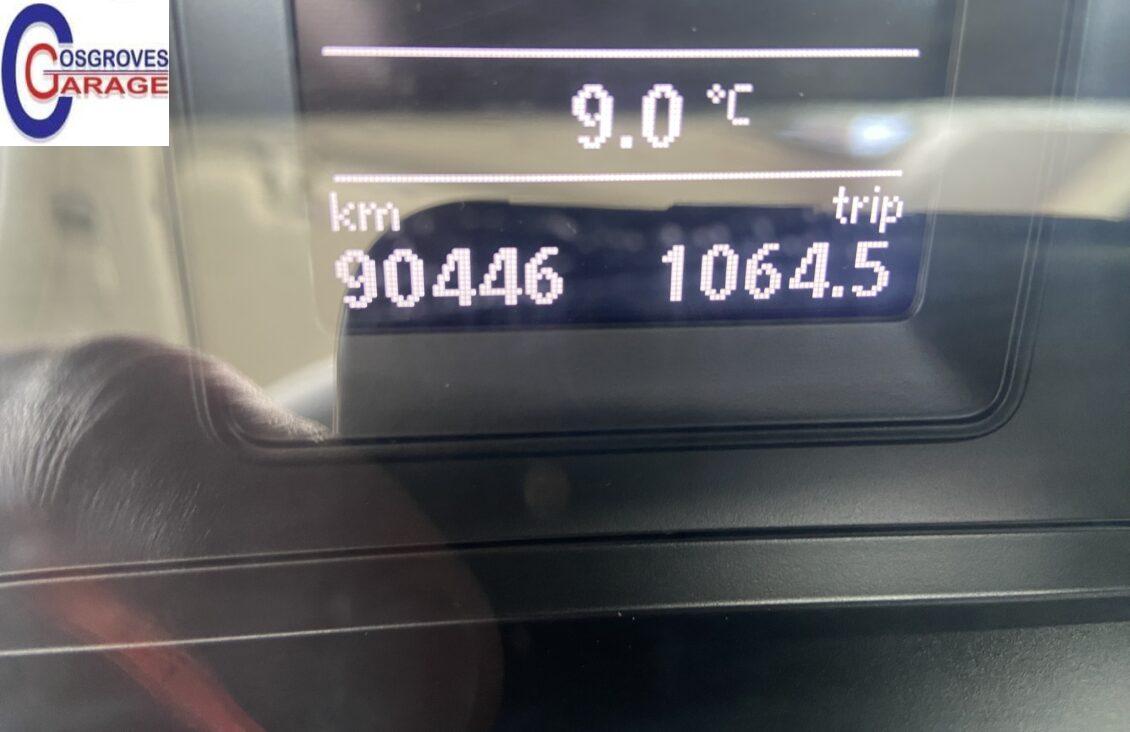 COSGROVES
GARAGE
9.0 °C
km trip
90446 1064.5